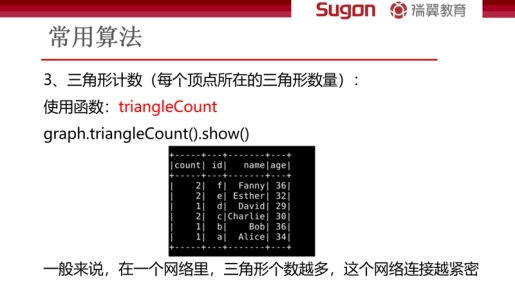 Sugon 瑞翼教育
常用算法
3、三角形计数（每个顶点所在的三角形数量）：
使用函数：triangleCount
graph.triangleCount().show()
+-----+---+-------+---+
|count| id|   name|age|
+-----+---+-------+---+
|    2|  f|  Fanny| 36|
|    2|  e| Esther| 32|
|    1|  d|  David| 29|
|    2|  c|Charlie| 30|
|    1|  b|    Bob| 36|
|    1|  a|  Alice| 34|
+-----+---+-------+---+
一般来说，在一个网络里，三角形个数越多，这个网络连接越紧密